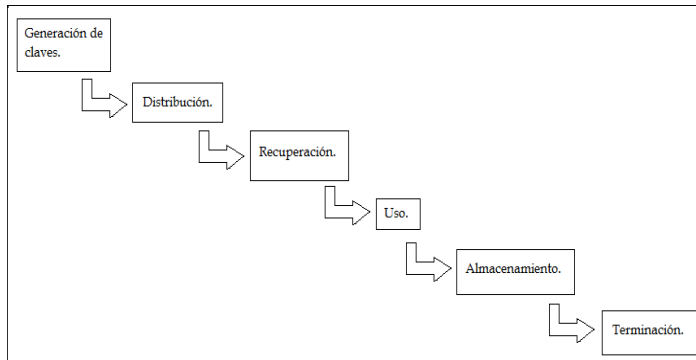 Generación de
claves.
Distribución.
Recuperación.
Uso.
Almacenamiento.
Terminación.